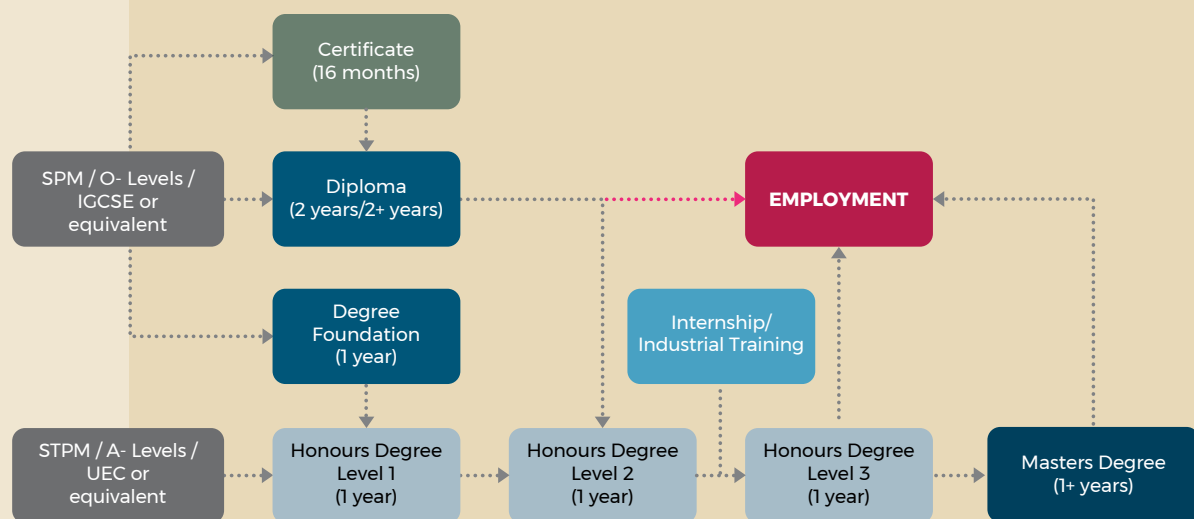 Certificate
(16 months)
SPM / O- Levels /
IGCSE or
equivalent
Diploma
(2 years/2+ years)
EMPLOYMENT
Degree
Foundation
(1 year)
Internship/
Industrial Training
STPM / A- Levels /
UEC or
equivalent
Honours Degree
Level 1
(1 year)
Honours Degree
Level 2
(1 year)
Honours Degree
Level 3
(1 year)
Masters Degree
(1+ years)